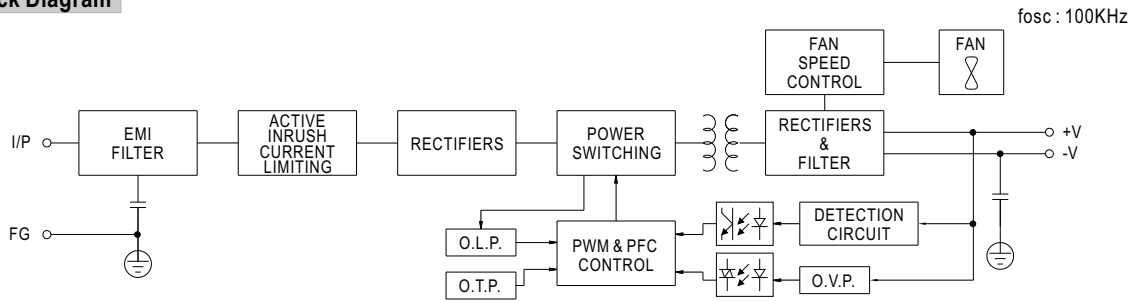 ck Diagram
fosc : 100KHz
FAN
SPEED
CONTROL
FAN
I/P
EMI
FILTER
ACTIVE
INRUSH
CURRENT
LIMITING
RECTIFIERS
POWER
SWITCHING
RECTIFIERS
&
FILTER
+V
-V
FG
O.L.P.
O.T.P.
PWM & PFC
CONTROL
DETECTION
CIRCUIT
O.V.P.